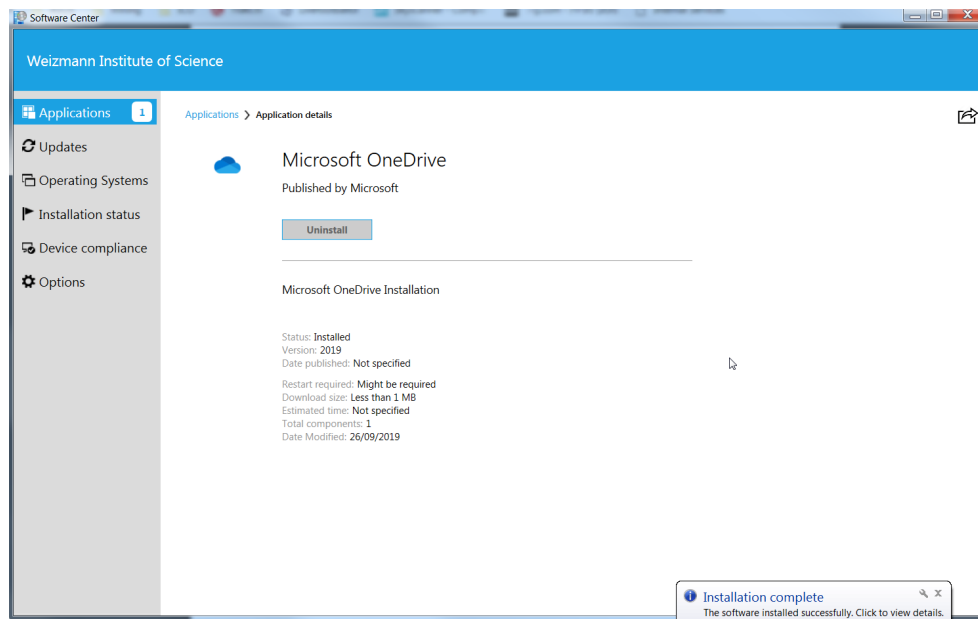 Software Center
Weizmann Institute of Science
Applications 1
Updates
Operating Systems
Installation status
Device compliance
Options
Applications ❯ Application details
Microsoft OneDrive
Published by Microsoft
Uninstall
Microsoft OneDrive Installation
Status: Installed
Version: 2019
Date published: Not specified
Restart required: Might be required
Download size: Less than 1 MB
Estimated time: Not specified
Total components: 1
Date Modified: 26/09/2019
Installation complete
The software installed successfully. Click to view details.